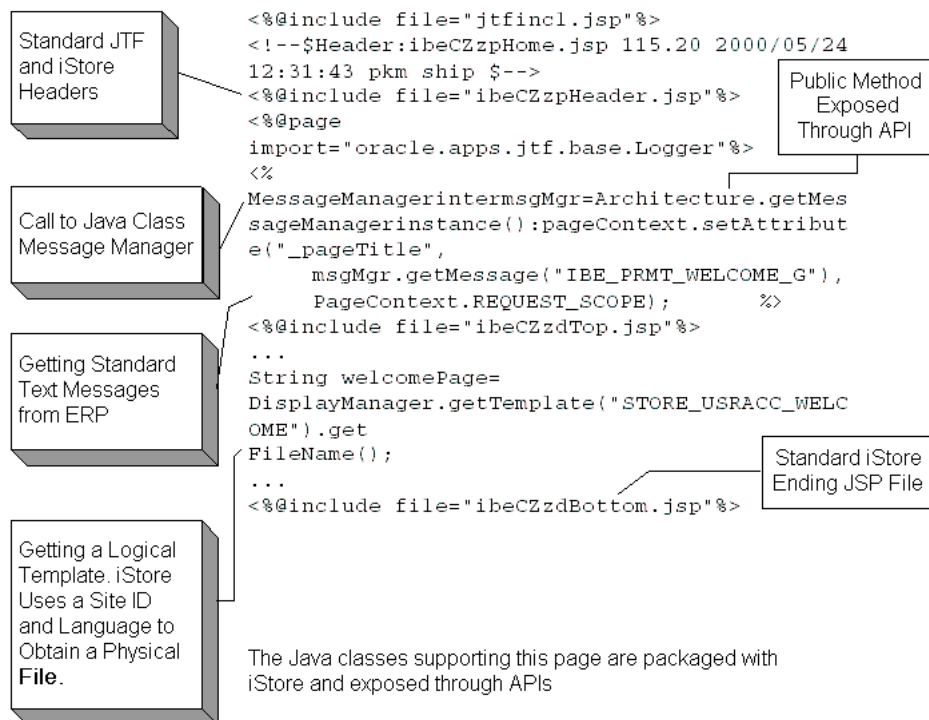 <%@include file="jtfincl.jsp"%>
<!--$Header:ibeCZzpHome.jsp 115.20 2000/05/24
12:31:43 pkm ship $-->
<%@include file="ibeCZzpHeader.jsp"%>
<%@page
import="oracle.apps.jtf.base.Logger"%>
<%
MessageManagerintermsgMgr=Architecture.getMes
sageManagerinstance():pageContext.setAttribut
e("_pageTitle",
msgMgr.getMessage("IBE_PRMT_WELCOME_G"),
PageContext.REQUEST_SCOPE); %>
<%@include file="ibeCZzdTop.jsp"%>
...
String welcomePage=
DisplayManager.getTemplate("STORE_USRACC_WELC
OME").get
FileName();
...
<%@include file="ibeCZzdBottom.jsp"%>
Standard JTF
and iStore
Headers
Public Method
Exposed
Through API
Call to Java Class
Message Manager
Getting Standard
Text Messages
from ERP
Standard iStore
Ending JSP File
Getting a Logical
Template. iStore
Uses a Site ID
and Language to
Obtain a Physical
File.
The Java classes supporting this page are packaged with
iStore and exposed through APIs